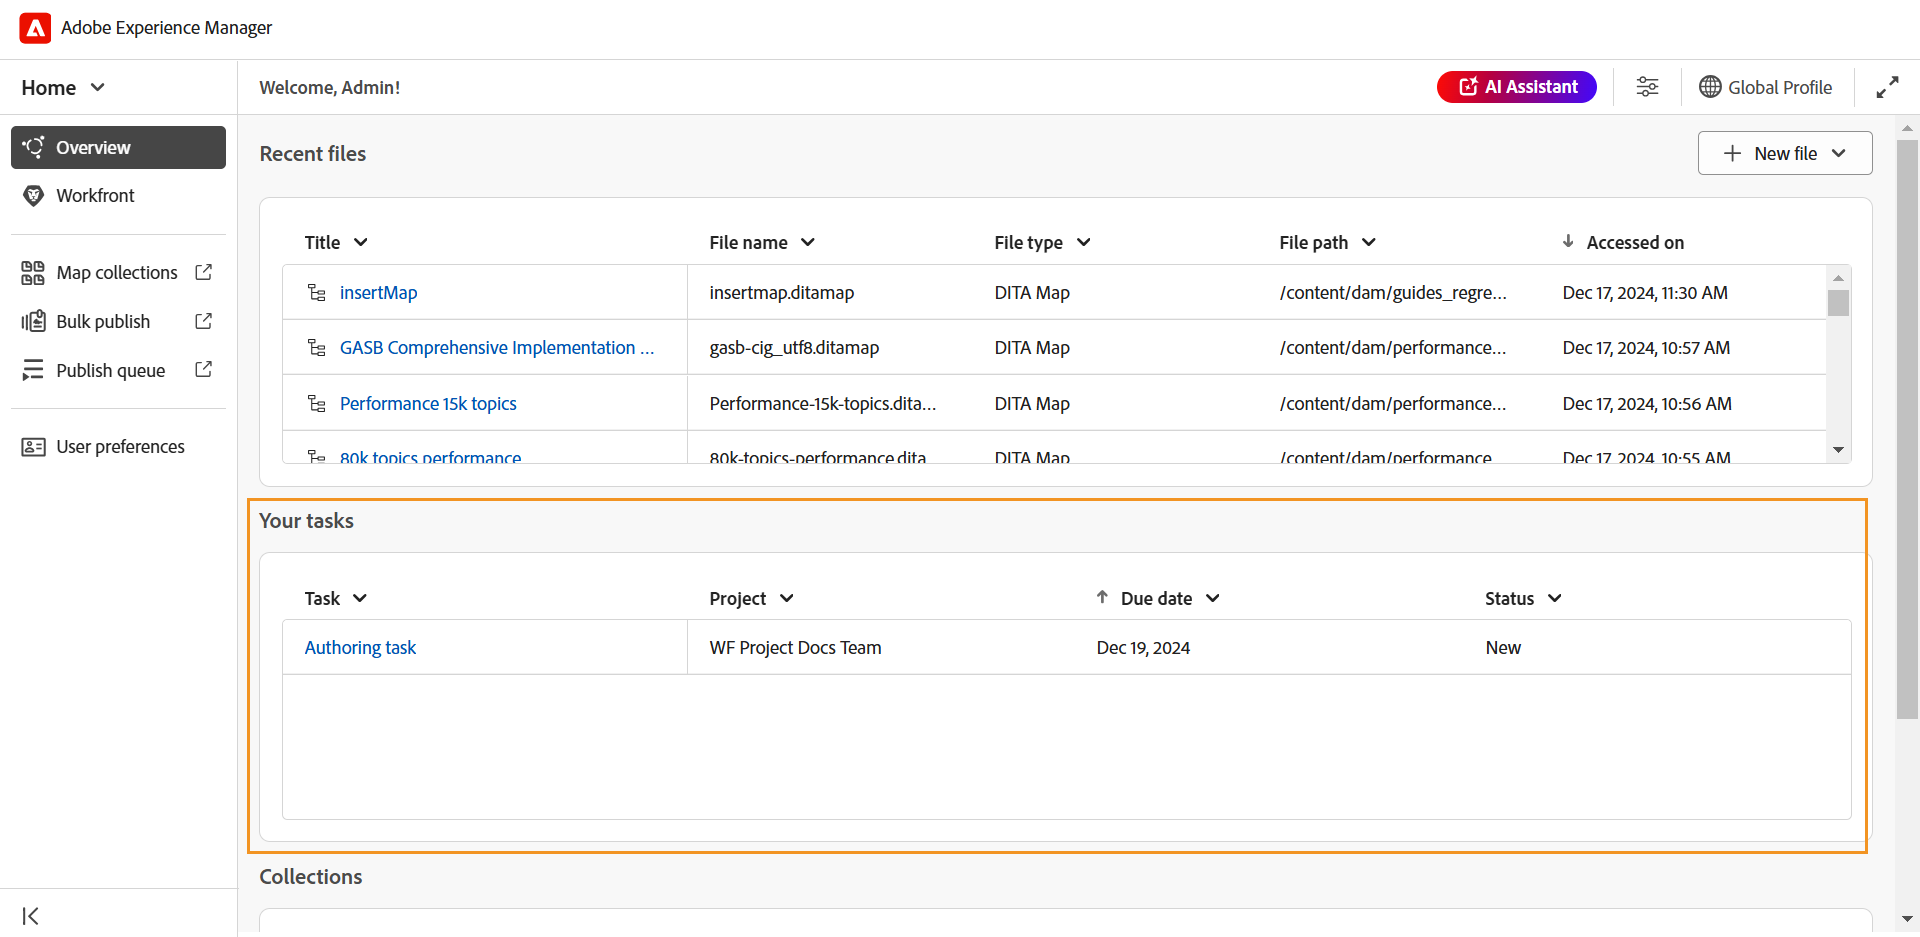 Adobe Experience Manager
Home
Welcome, Admin!
AI Assistant
Global Profile
Overview
Workfront
Map collections
Bulk publish
Publish queue
User preferences
Recent files
New file
Title File name File type File path Accessed on
insertMap insertmap.ditamap DITA Map /content/dam/guides_regre... Dec 17, 2024, 11:30 AM
GASB Comprehensive Implementation ... gasb-cig_utf8.ditamap DITA Map /content/dam/performance... Dec 17, 2024, 10:57 AM
Performance 15k topics Performance-15k-topics.dita... DITA Map /content/dam/performance... Dec 17, 2024, 10:56 AM
80k topics performance 80k-topics-performance.dita DITA Map /content/dam/performance Dec 17, 2024, 10:55 AM
Your tasks
Task Project Due date Status
Authoring task WF Project Docs Team Dec 19, 2024 New
Collections